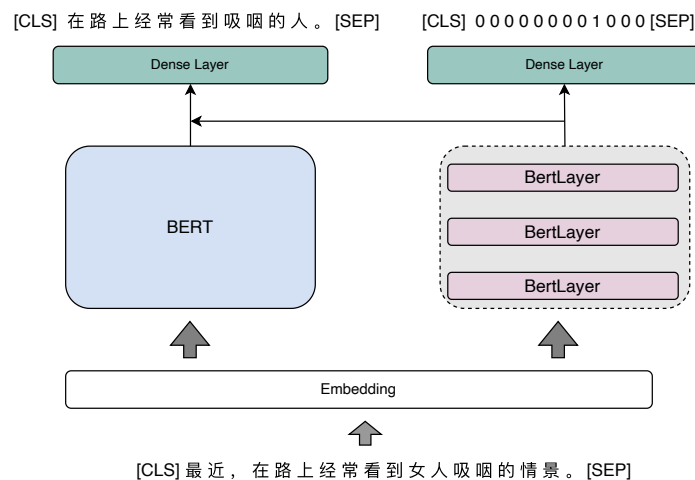 [CLS] 在路上经常看到吸烟的人。[SEP]
[CLS] 0 0 0 0 0 0 0 0 0 1 0 0 0 [SEP]
Dense Layer
Dense Layer
BERT
BertLayer
BertLayer
BertLayer
Embedding
[CLS] 最近，在路上经常看到女人吸烟的情景。[SEP]